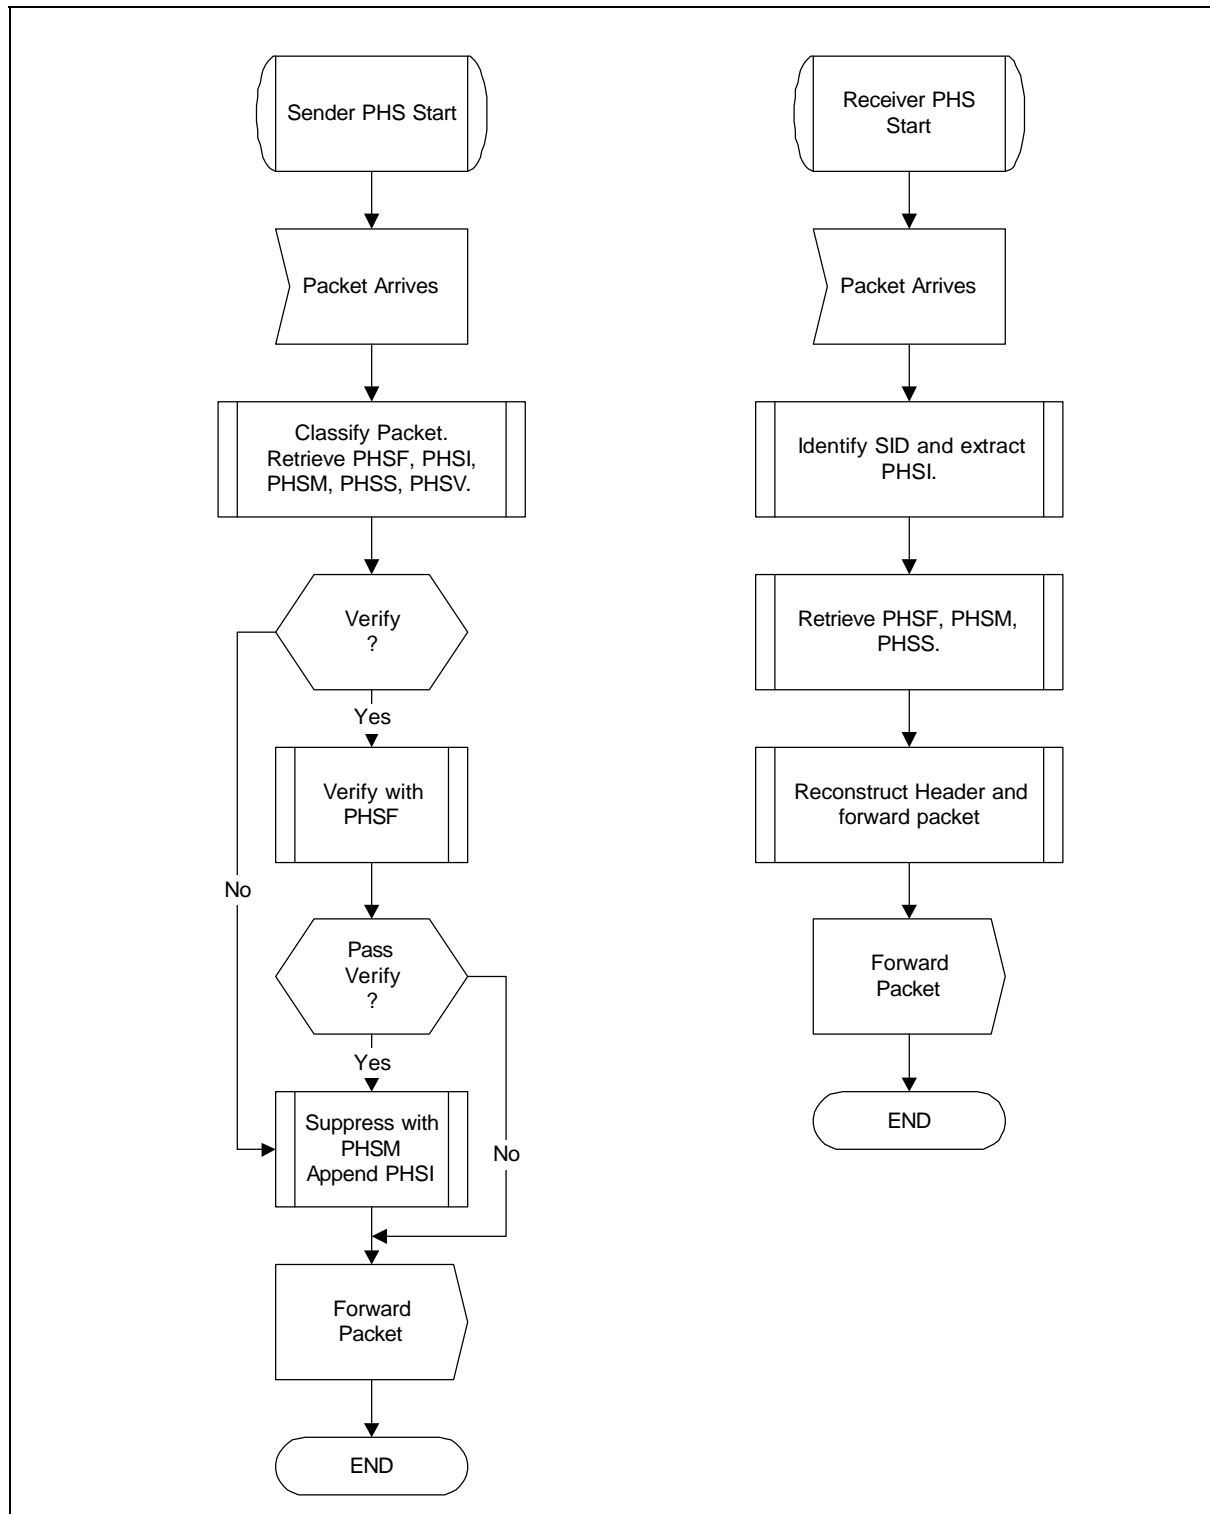 Sender PHS Start
Packet Arrives
Classify Packet.
Retrieve PHSF, PHSI,
PHSM, PHSS, PHSV.
Verify
?
Yes
Verify with
PHSF
No
Pass
Verify
?
Yes
Suppress with
PHSM
Append PHSI
No
Forward
Packet
END
Receiver PHS
Start
Packet Arrives
Identify SID and extract
PHSI.
Retrieve PHSF, PHSM,
PHSS.
Reconstruct Header and
forward packet
Forward
Packet
END